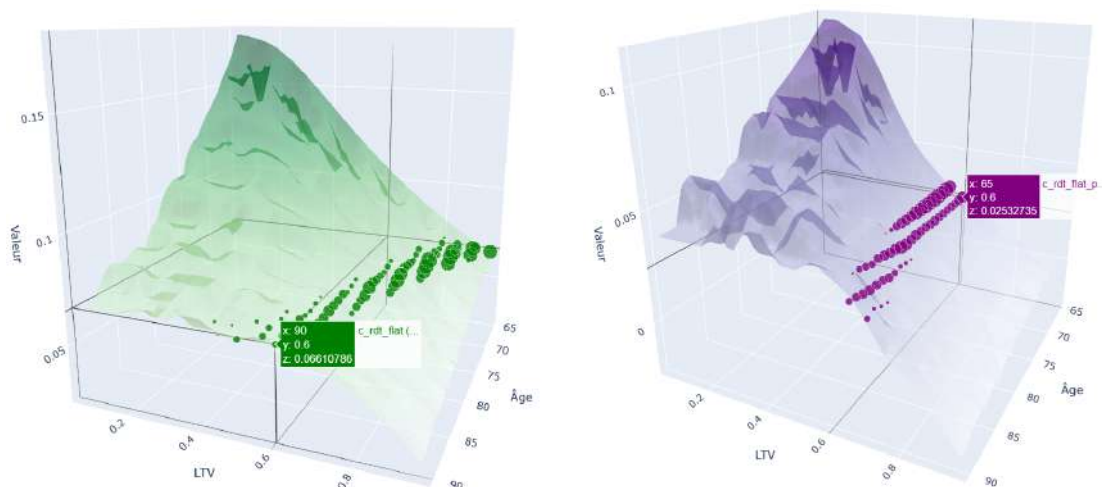 0.15
0.1
0.05
Valeur
0.2
0.4
0.6
0.8
LTV
65
70
75
80
85
90
Âge
x: 90
y: 0.6
z: 0.06610786
c_rdt_flat (...
0.1
0.05
0
Valeur
0.2
0.4
0.6
0.8
LTV
65
70
75
80
85
90
Âge
x: 65
y: 0.6
z: 0.02532735
c_rdt_flat_p...